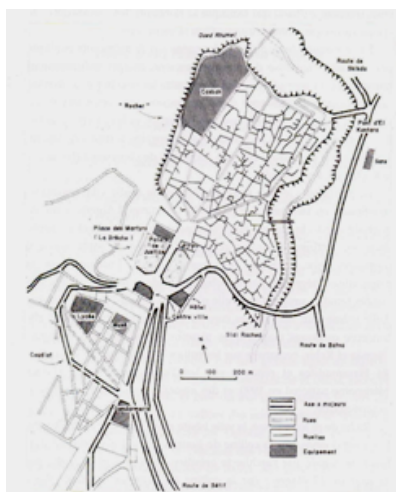 Oued Rhumel
Route de
Skikda
Casbah
" Rocher "
Pont d'El
Kantara
Gare
Place des Martyrs
( La Brèche )
Palais
de
Justice
Hôtel
Centre ville
Lycée
Coudiat
Sidi Rached
Route de Batna
0 100 200 m
Gendarmerie
Axe
Rues
Ruelles
Equipement
Route de Sétif